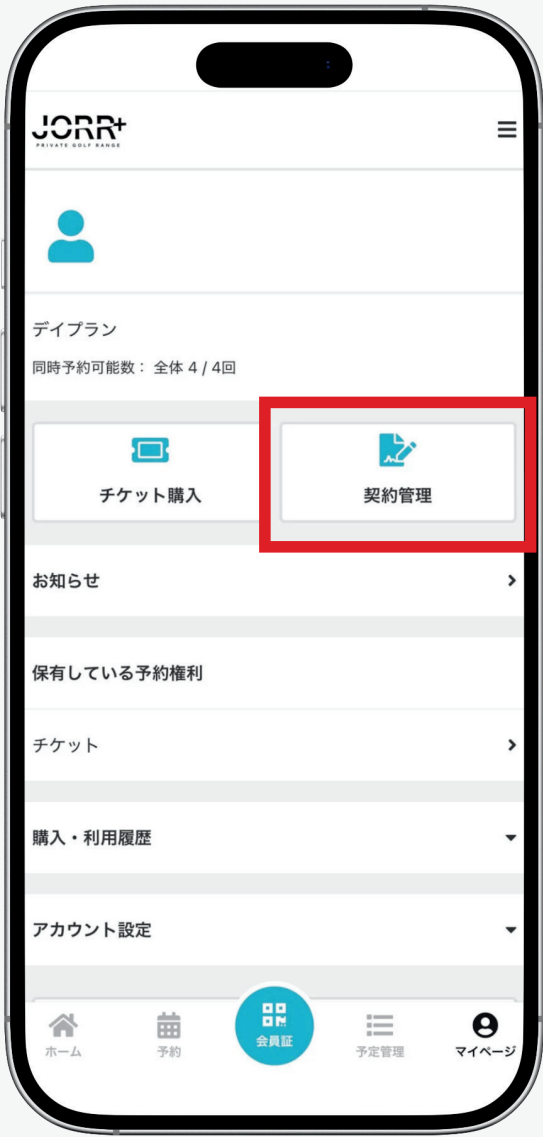 JORR+
PRIVATE GOLF RANGE
デイプラン
同時予約可能数： 全体 4 / 4回
チケット購入
契約管理
お知らせ
保有している予約権利
チケット
購入・利用履歴
アカウント設定
ホーム
予約
会員証
予定管理
マイページ